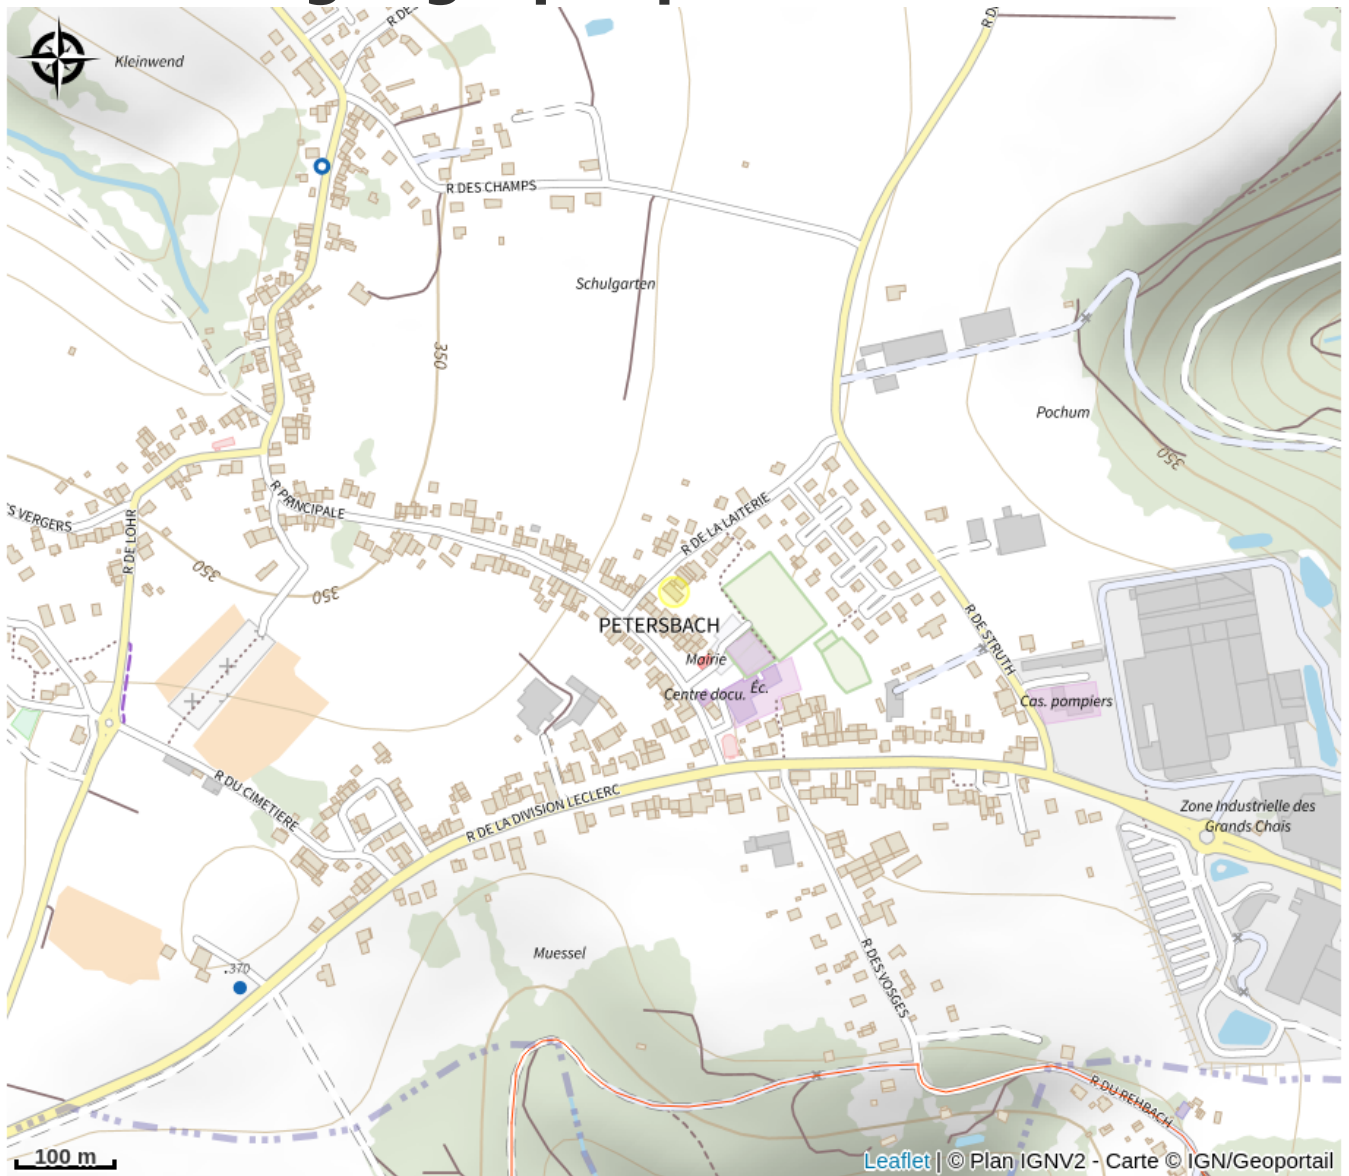 R DES
R D
Kleinwend
R DES CHAMPS
Schulgarten
350
Pochum
350
R PRINCIPALE
S VERGERS
R DE LOHR
R DE LA LAITERIE
350
350
PETERSBACH
R DE STRUTH
Mairie
Centre docu.
Éc.
Cas. pompiers
R DU CIMETIERE
R DE LA DIVISION LECLERC
Zone Industrielle des
Grands Chais
Muessel
.370
R DES VOSGES
R DU REHBACH
100 m
Leaflet | © Plan IGNV2 - Carte © IGN/Geoportail